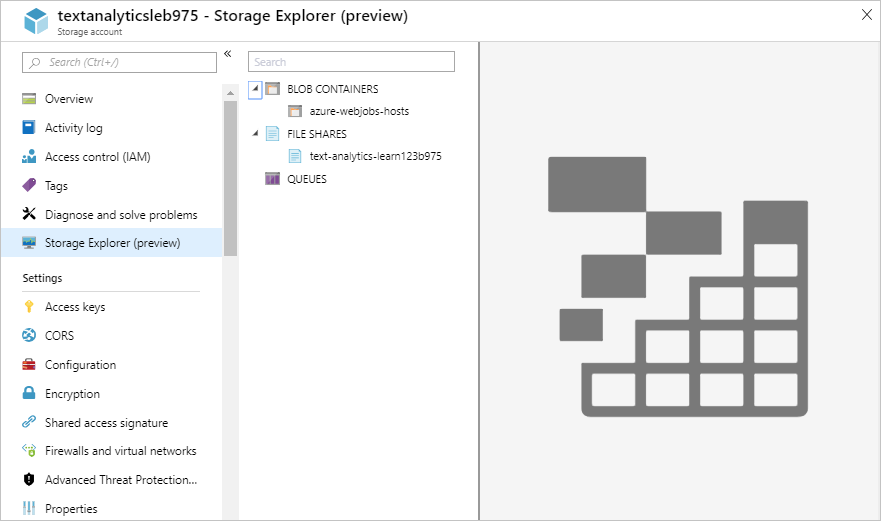 textanalyticsleb975 - Storage Explorer (preview)
Storage account
Search (Ctrl+/)
Overview
Activity log
Access control (IAM)
Tags
Diagnose and solve problems
Storage Explorer (preview)
Settings
Access keys
CORS
Configuration
Encryption
Shared access signature
Firewalls and virtual networks
Advanced Threat Protection...
Properties
Search
BLOB CONTAINERS
azure-webjobs-hosts
FILE SHARES
text-analytics-learn123b975
QUEUES